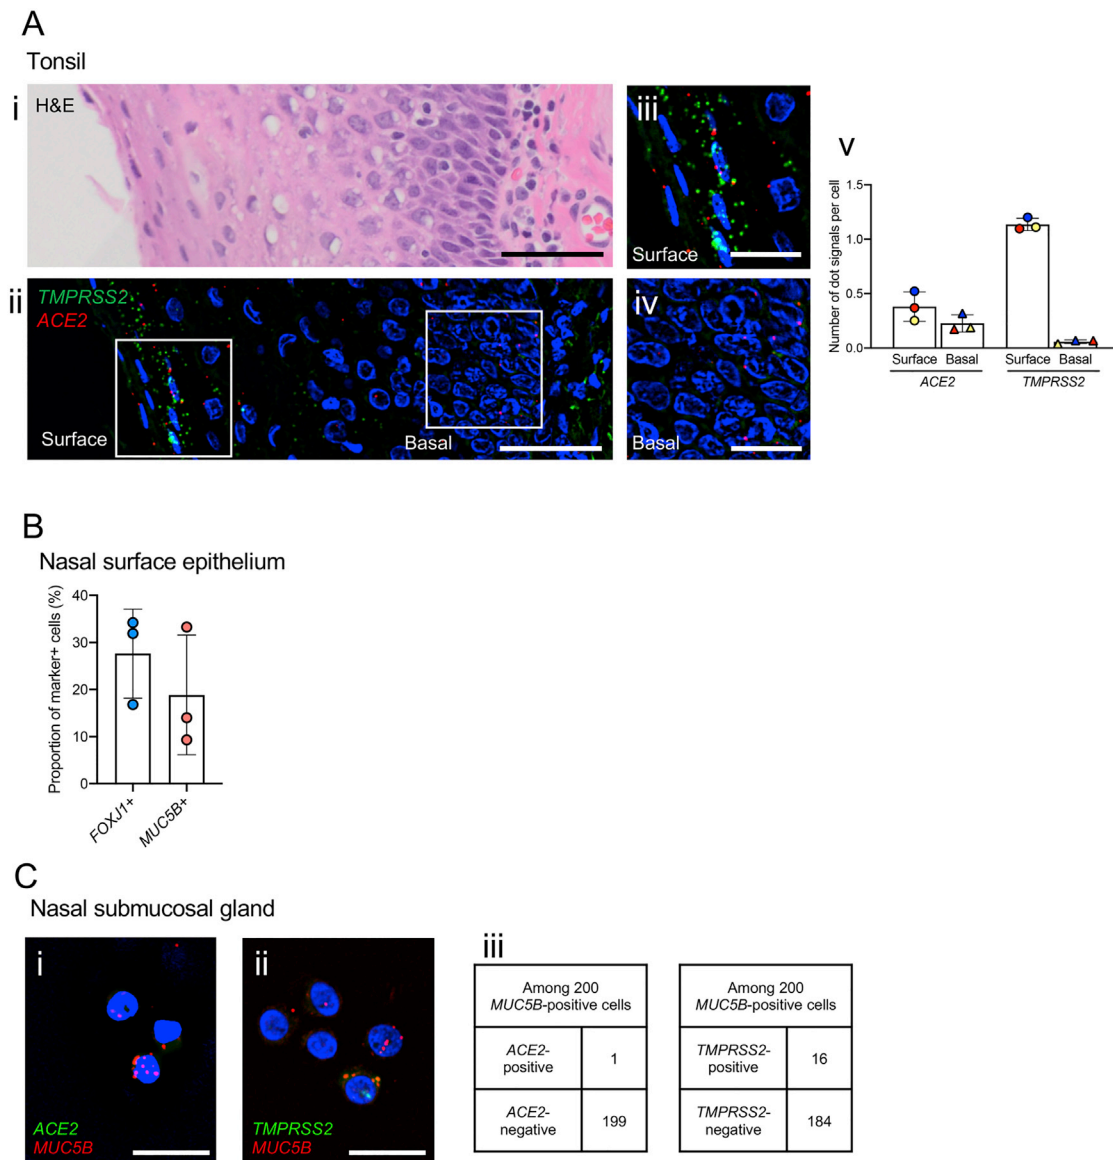 A
Tonsil
i
H&E
iii
Surface
v
Number of dot signals per cell
1.5
1.0
0.5
0.0
Surface Basal Surface Basal
ACE2 TMPRSS2
ii
TMPRSS2
ACE2
Surface
Basal
iv
Basal
B
Nasal surface epithelium
Proportion of marker+ cells (%)
40
30
20
10
0
FOXJ1+ MUC5B+
C
Nasal submucosal gland
i
ACE2
MUC5B
ii
TMPRSS2
MUC5B
iii
Among 200
MUC5B-positive cells
ACE2-
positive
1
ACE2-
negative
199
Among 200
MUC5B-positive cells
TMPRSS2-
positive
16
TMPRSS2-
negative
184